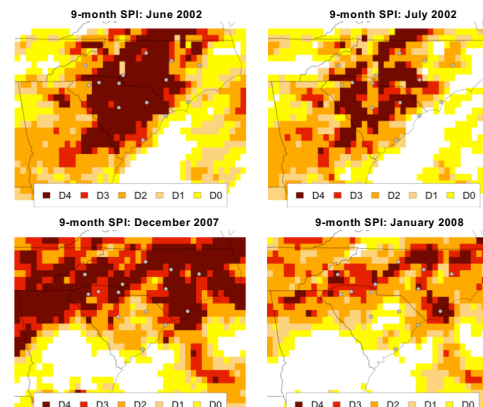 9-month SPI: June 2002
9-month SPI: July 2002
D4 D3 D2 D1 D0
D4 D3 D2 D1 D0
9-month SPI: December 2007
9-month SPI: January 2008
D4 D3 D2 D1 D0
D4 D3 D2 D1 D0